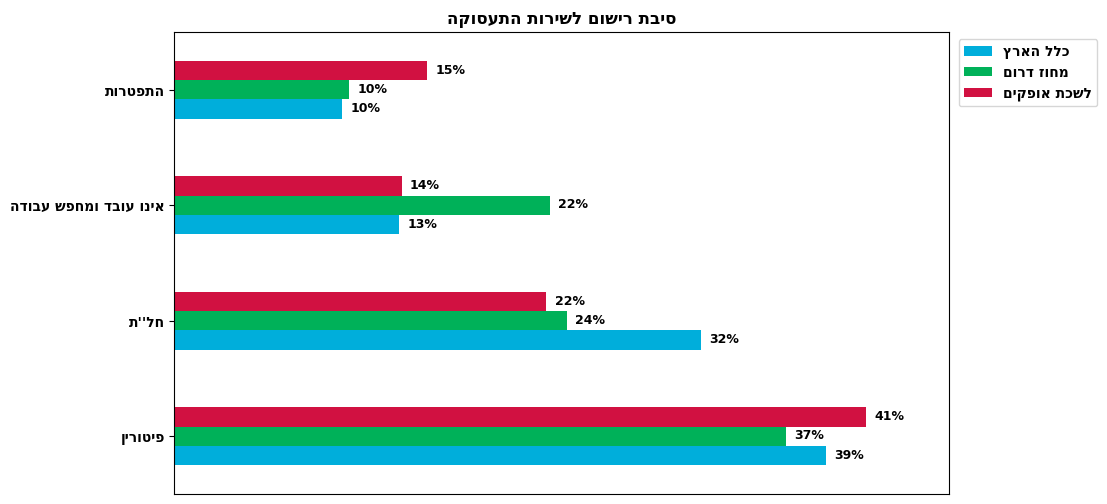 סיבת רישום לשירות התעסוקה
כלל הארץ
מחוז דרום
לשכת אופקים
התפטרות
15%
10%
10%
אינו עובד ומחפש עבודה
14%
22%
13%
חל''ת
22%
24%
32%
פיטורין
41%
37%
39%